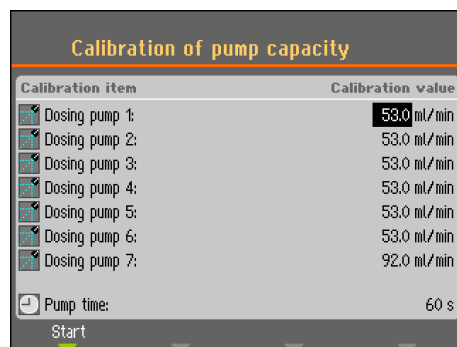 Calibration of pump capacity
Calibration item Calibration value
Dosing pump 1: 53.0 ml/min
Dosing pump 2: 53.0 ml/min
Dosing pump 3: 53.0 ml/min
Dosing pump 4: 53.0 ml/min
Dosing pump 5: 53.0 ml/min
Dosing pump 6: 53.0 ml/min
Dosing pump 7: 92.0 ml/min
Pump time: 60 s
Start